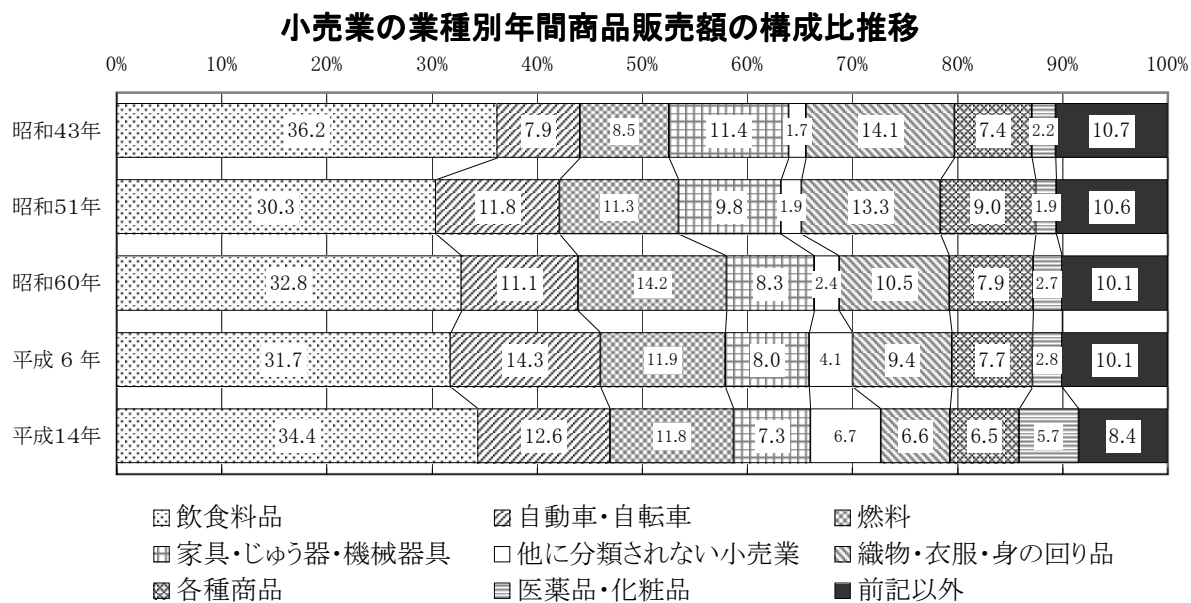 小売業の業種別年間商品販売額の構成比推移
0% 10% 20% 30% 40% 50% 60% 70% 80% 90% 100%
昭和43年 36.2 7.9 8.5 11.4 1.7 14.1 7.4 2.2 10.7
昭和51年 30.3 11.8 11.3 9.8 1.9 13.3 9.0 1.9 10.6
昭和60年 32.8 11.1 14.2 8.3 2.4 10.5 7.9 2.7 10.1
平成 6 年 31.7 14.3 11.9 8.0 4.1 9.4 7.7 2.8 10.1
平成14年 34.4 12.6 11.8 7.3 6.7 6.6 6.5 5.7 8.4
飲食料品 自動車・自転車 燃料
家具・じゅう器・機械器具 他に分類されない小売業 織物・衣服・身の回り品
各種商品 医薬品・化粧品 前記以外